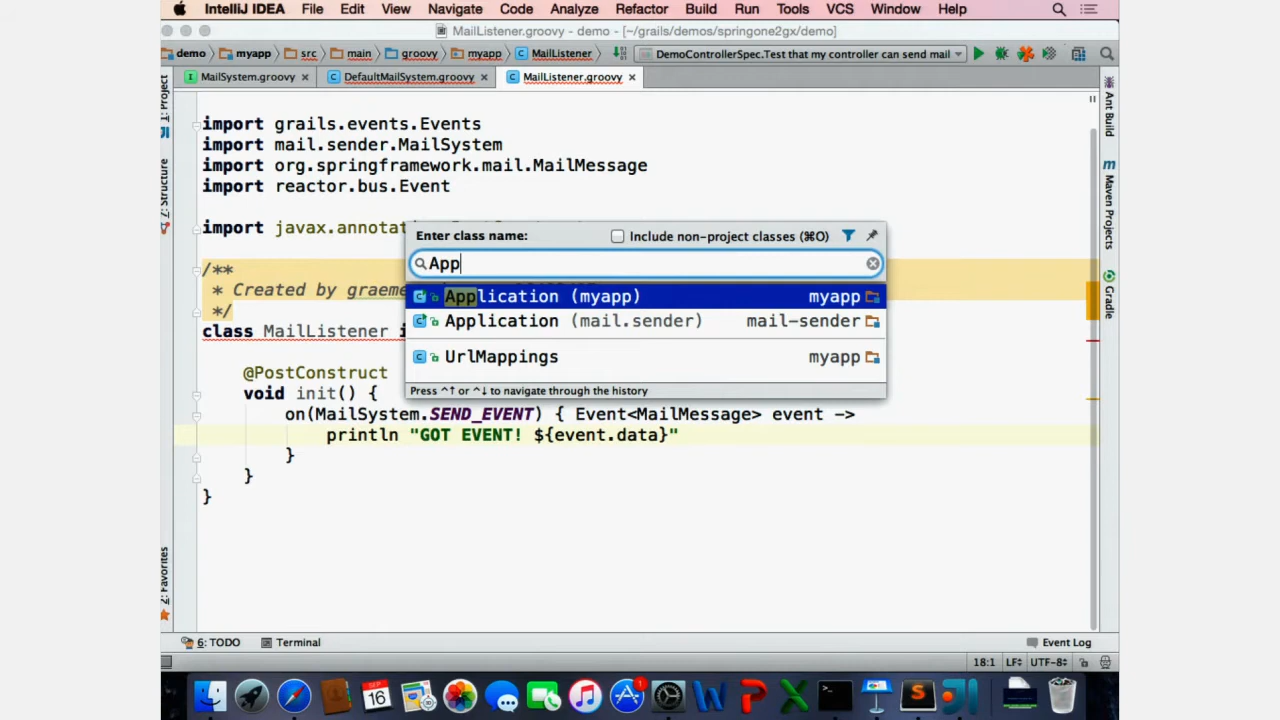 IntelliJ IDEA File Edit View Navigate Code Analyze Refactor Build Run Tools VCS Window Help
MailListener.groovy - demo - [~/grails/demos/springone2gx/demo]
demo myapp src main groovy myapp MailListener DemoControllerSpec.Test that my controller can send mail
MailSystem.groovy DefaultMailSystem.groovy MailListener.groovy
1: Project
7: Structure
2: Favorites
import grails.events.Events
import mail.sender.MailSystem
import org.springframework.mail.MailMessage
import reactor.bus.Event
import javax.annotat
/**
* Created by graeme
*/
class MailListener i
@PostConstruct
void init() {
on(MailSystem.SEND_EVENT) { Event<MailMessage> event ->
println "GOT EVENT! ${event.data}"
}
}
}
Enter class name: Include non-project classes (⌘O)
App
Application (myapp) myapp
Application (mail.sender) mail-sender
UrlMappings myapp
Press ^↑ or ^↓ to navigate through the history
Ant Build
m
Maven Projects
Gradle
6: TODO Terminal Event Log
18:1 LF UTF-8
16
1